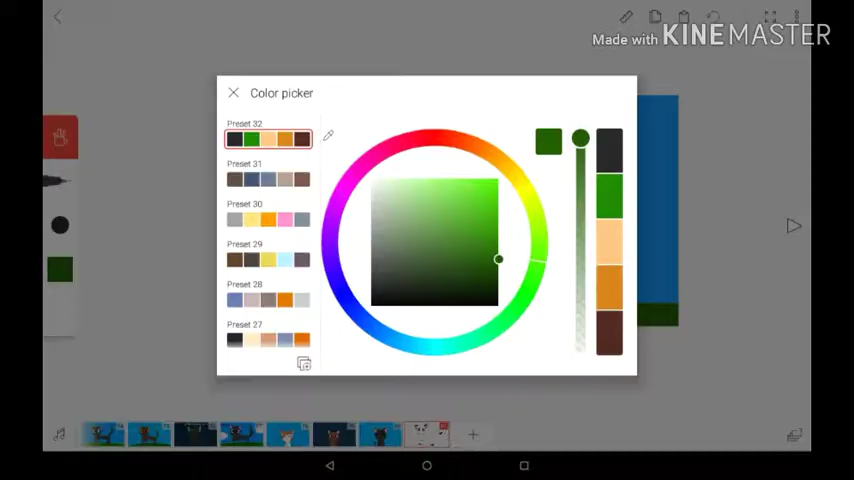 Made with KINEMASTER
Color picker
Preset 32
Preset 31
Preset 30
Preset 29
Preset 28
Preset 27